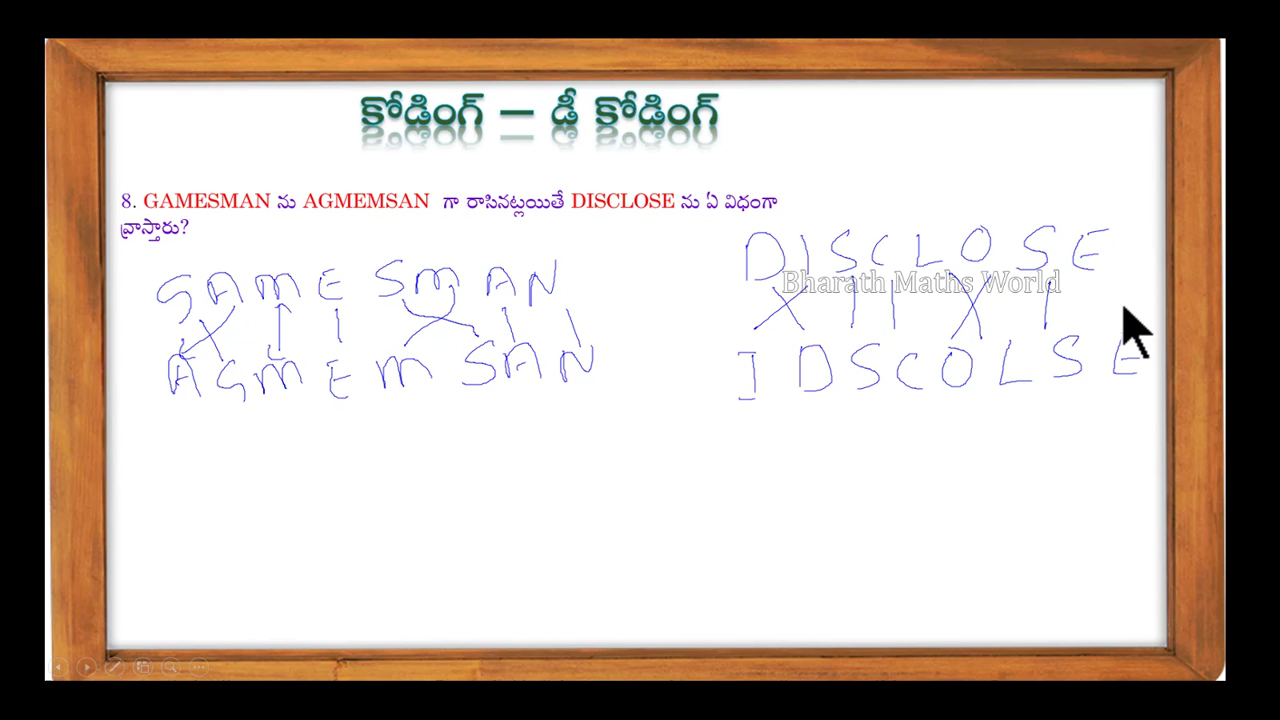 కోడింగ్ – డీ కోడింగ్
8. GAMESMAN ను AGMEMSAN గా రాసినట్లయితే DISCLOSE ను ఏ విధంగా
వ్రాస్తారు?
DISCLOSE
GAMESMAN
Bharath Maths World
AGMEMSAN
IDSCOLSE